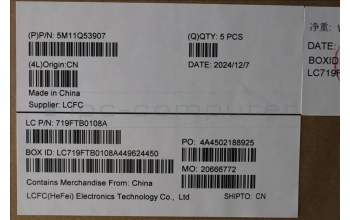 (P)P/N: 5M11Q53907
(Q)QTY: 5 PCS
(4L)Origin:CN
DATE: 2024/12/7
Made in China
Supplier: LCFC
净重:
DATE:
BOXID
LC719F
LC P/N: 719FTB0108A
PO: 4A4502188925
BOX ID: LC719FTB0108A449624450
MO: 20666772
Contains Merchandise From: China
LCFC(HeFei) Electronics Technology Co., Ltd
SHIPTO: CN